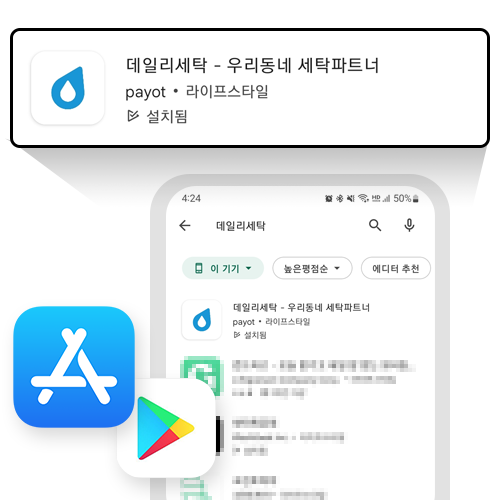 데일리세탁 - 우리동네 세탁파트너
payot • 라이프스타일
설치됨
4:24
50%
데일리세탁
이 기기
높은평점순
에디터 추천
데일리세탁 - 우리동네 세탁파트너
payot • 라이프스타일
설치됨